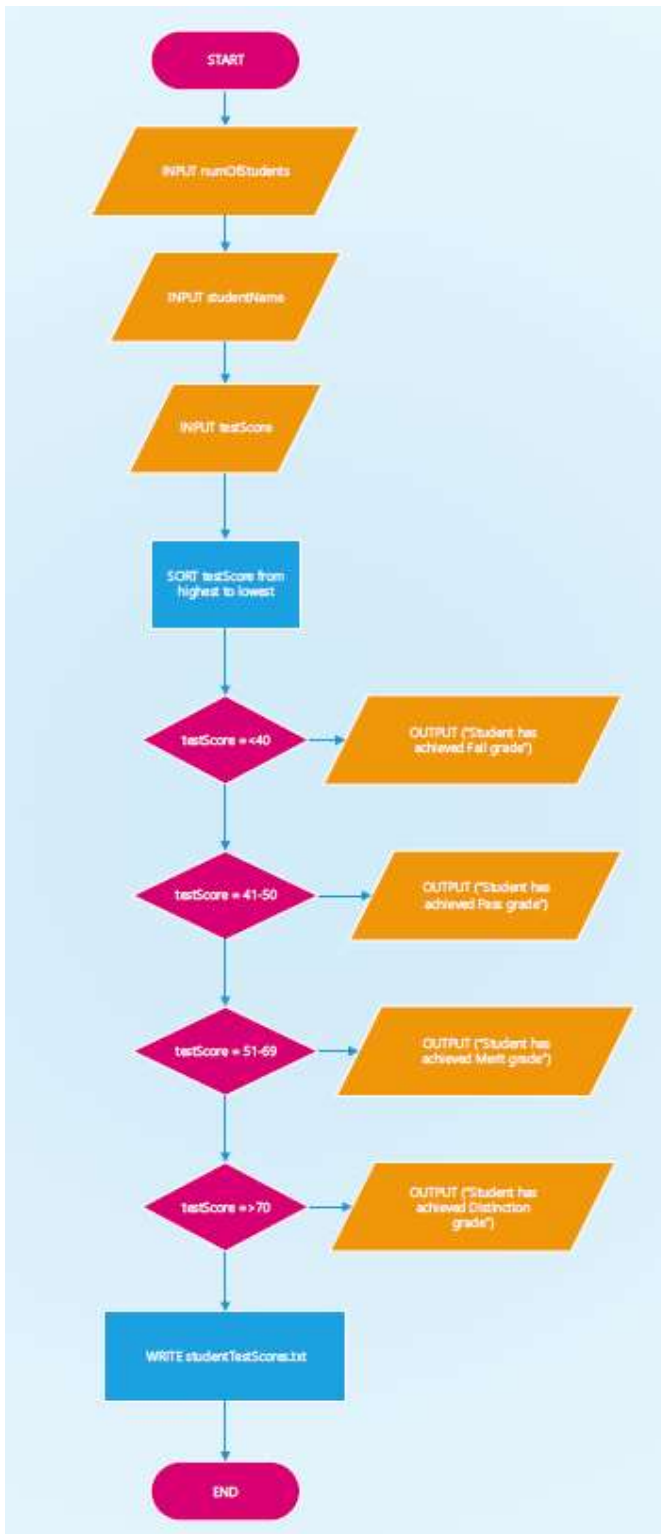 START
INPUT numOfStudents
INPUT studentName
INPUT testScore
SORT testScore from
highest to lowest
testScore = <40
OUTPUT ("Student has
achieved Fail grade")
testScore = 41-50
OUTPUT ("Student has
achieved Pass grade")
testScore = 51-69
OUTPUT ("Student has
achieved Merit grade")
testScore =>70
OUTPUT ("Student has
achieved Distinction
grade")
WRITE studentTestScores.txt
END